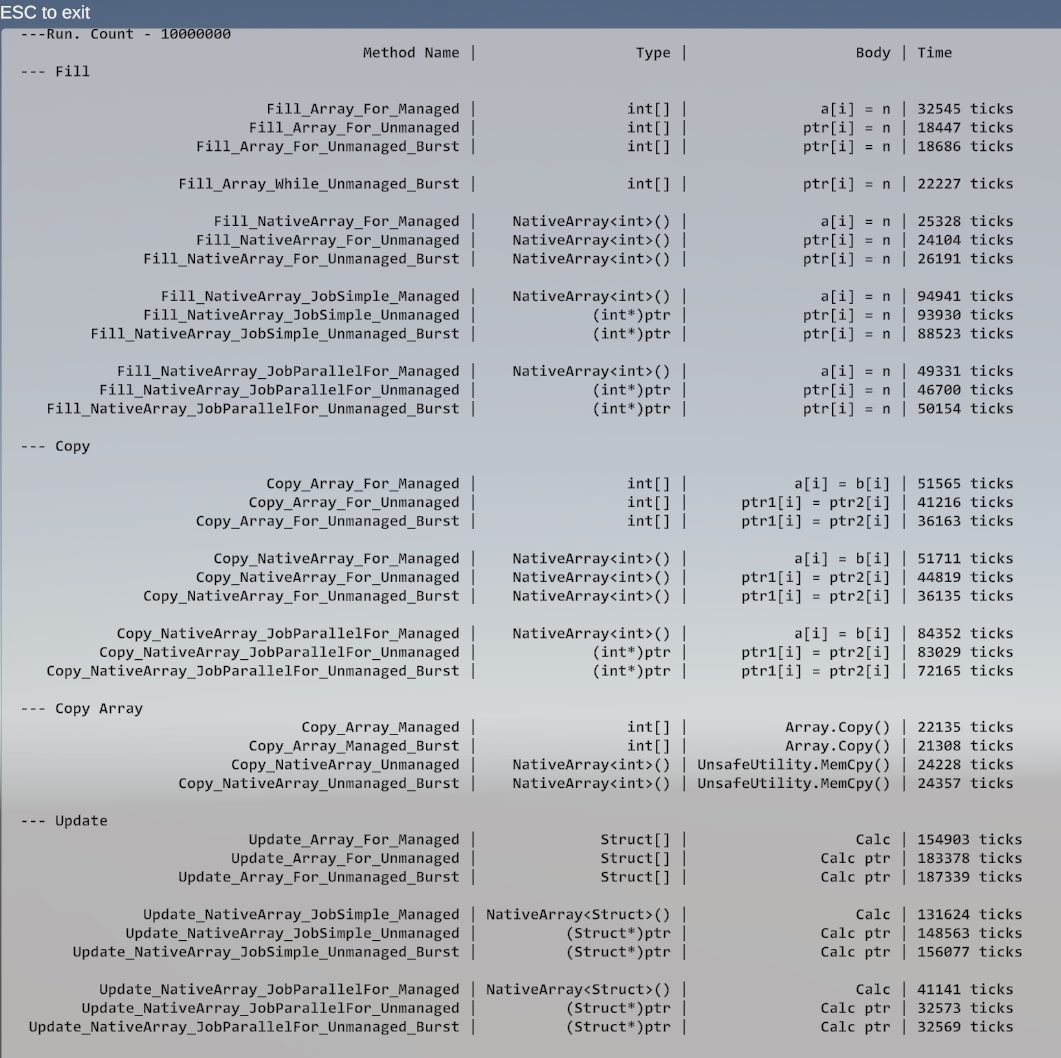 ESC to exit
---Run. Count - 10000000
Method Name | Type | Body | Time
--- Fill
Fill_Array_For_Managed | int[] | a[i] = n | 32545 ticks
Fill_Array_For_Unmanaged | int[] | ptr[i] = n | 18447 ticks
Fill_Array_For_Unmanaged_Burst | int[] | ptr[i] = n | 18686 ticks
Fill_Array_While_Unmanaged_Burst | int[] | ptr[i] = n | 22227 ticks
Fill_NativeArray_For_Managed | NativeArray<int>() | a[i] = n | 25328 ticks
Fill_NativeArray_For_Unmanaged | NativeArray<int>() | ptr[i] = n | 24104 ticks
Fill_NativeArray_For_Unmanaged_Burst | NativeArray<int>() | ptr[i] = n | 26191 ticks
Fill_NativeArray_JobSimple_Managed | NativeArray<int>() | a[i] = n | 94941 ticks
Fill_NativeArray_JobSimple_Unmanaged | (int*)ptr | ptr[i] = n | 93930 ticks
Fill_NativeArray_JobSimple_Unmanaged_Burst | (int*)ptr | ptr[i] = n | 88523 ticks
Fill_NativeArray_JobParallelFor_Managed | NativeArray<int>() | a[i] = n | 49331 ticks
Fill_NativeArray_JobParallelFor_Unmanaged | (int*)ptr | ptr[i] = n | 46700 ticks
Fill_NativeArray_JobParallelFor_Unmanaged_Burst | (int*)ptr | ptr[i] = n | 50154 ticks
--- Copy
Copy_Array_For_Managed | int[] | a[i] = b[i] | 51565 ticks
Copy_Array_For_Unmanaged | int[] | ptr1[i] = ptr2[i] | 41216 ticks
Copy_Array_For_Unmanaged_Burst | int[] | ptr1[i] = ptr2[i] | 36163 ticks
Copy_NativeArray_For_Managed | NativeArray<int>() | a[i] = b[i] | 51711 ticks
Copy_NativeArray_For_Unmanaged | NativeArray<int>() | ptr1[i] = ptr2[i] | 44819 ticks
Copy_NativeArray_For_Unmanaged_Burst | NativeArray<int>() | ptr1[i] = ptr2[i] | 36135 ticks
Copy_NativeArray_JobParallelFor_Managed | NativeArray<int>() | a[i] = b[i] | 84352 ticks
Copy_NativeArray_JobParallelFor_Unmanaged | (int*)ptr | ptr1[i] = ptr2[i] | 83029 ticks
Copy_NativeArray_JobParallelFor_Unmanaged_Burst | (int*)ptr | ptr1[i] = ptr2[i] | 72165 ticks
--- Copy Array
Copy_Array_Managed | int[] | Array.Copy() | 22135 ticks
Copy_Array_Managed_Burst | int[] | Array.Copy() | 21308 ticks
Copy_NativeArray_Unmanaged | NativeArray<int>() | UnsafeUtility.MemCpy() | 24228 ticks
Copy_NativeArray_Unmanaged_Burst | NativeArray<int>() | UnsafeUtility.MemCpy() | 24357 ticks
--- Update
Update_Array_For_Managed | Struct[] | Calc | 154903 ticks
Update_Array_For_Unmanaged | Struct[] | Calc ptr | 183378 ticks
Update_Array_For_Unmanaged_Burst | Struct[] | Calc ptr | 187339 ticks
Update_NativeArray_JobSimple_Managed | NativeArray<Struct>() | Calc | 131624 ticks
Update_NativeArray_JobSimple_Unmanaged | (Struct*)ptr | Calc ptr | 148563 ticks
Update_NativeArray_JobSimple_Unmanaged_Burst | (Struct*)ptr | Calc ptr | 156077 ticks
Update_NativeArray_JobParallelFor_Managed | NativeArray<Struct>() | Calc | 41141 ticks
Update_NativeArray_JobParallelFor_Unmanaged | (Struct*)ptr | Calc ptr | 32573 ticks
Update_NativeArray_JobParallelFor_Unmanaged_Burst | (Struct*)ptr | Calc ptr | 32569 ticks